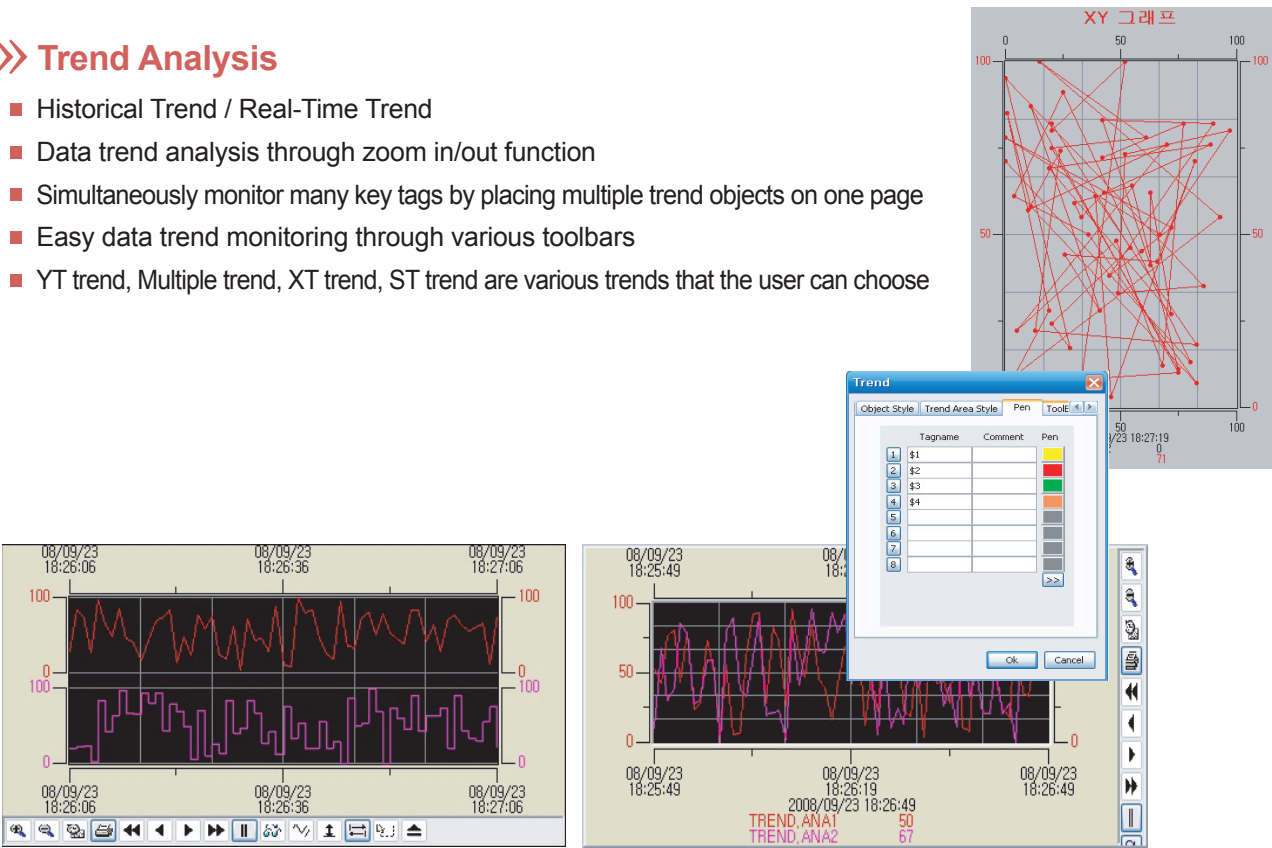 Trend Analysis
Historical Trend / Real-Time Trend
Data trend analysis through zoom in/out function
Simultaneously monitor many key tags by placing multiple trend objects on one page
Easy data trend monitoring through various toolbars
YT trend, Multiple trend, XT trend, ST trend are various trends that the user can choose
XY 그래프
0 50 100
100 100
50 50
0
50 100
/23 18:27:19
0
71
Trend
Object Style Trend Area Style Pen
Tagname Comment Pen
1 $1
2 $2
3 $3
4 $4
5
6
7
8
>>
Ok Cancel
08/09/23 08/09/23 08/09/23
18:26:06 18:26:36 18:27:06
100 100
0 0
100 100
0 0
08/09/23 08/09/23 08/09/23
18:26:06 18:26:36 18:27:06
08/09/23
18:25:49
100
50
0 0
08/09/23 08/09/23 08/09/23
18:25:49 18:26:19 18:26:49
2008/09/23 18:26:49
TREND,ANA1 50
TREND,ANA2 67